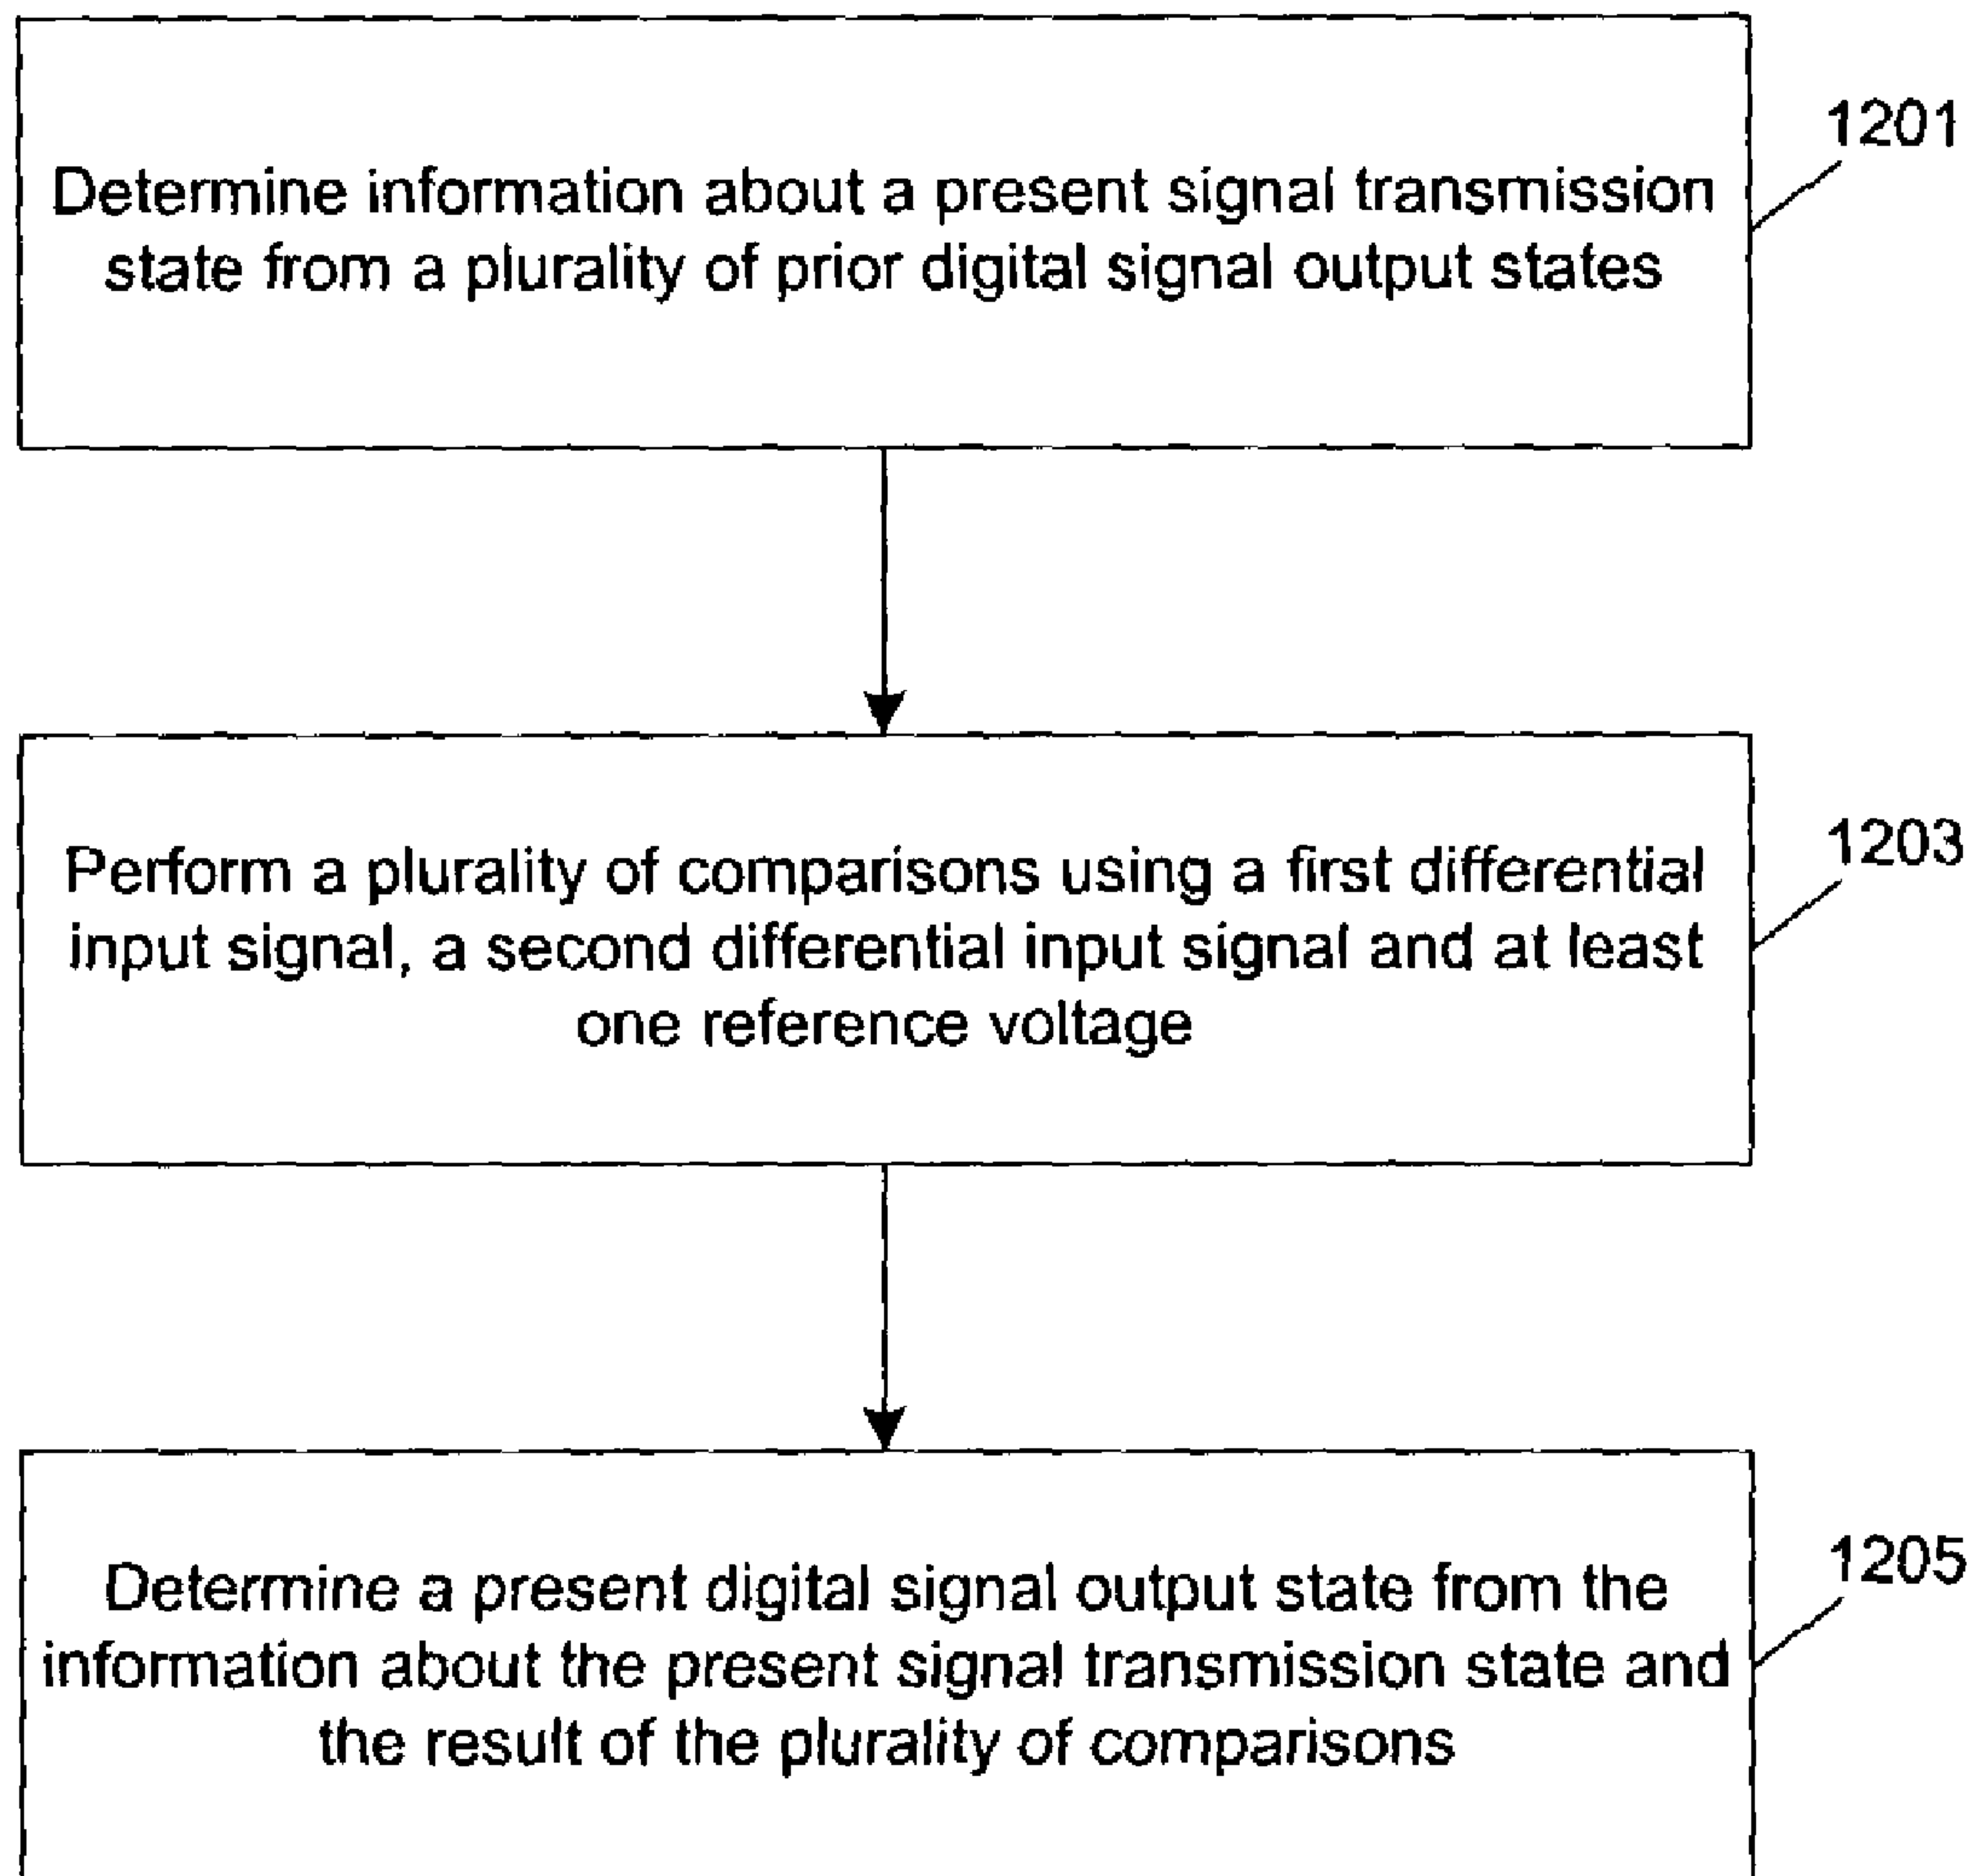 1201
Determine information about a present signal transmission
state from a plurality of prior digital signal output states
1203
Perform a plurality of comparisons using a first differential
input signal, a second differential input signal and at least
one reference voltage
1205
Determine a present digital signal output state from the
information about the present signal transmission state and
the result of the plurality of comparisons